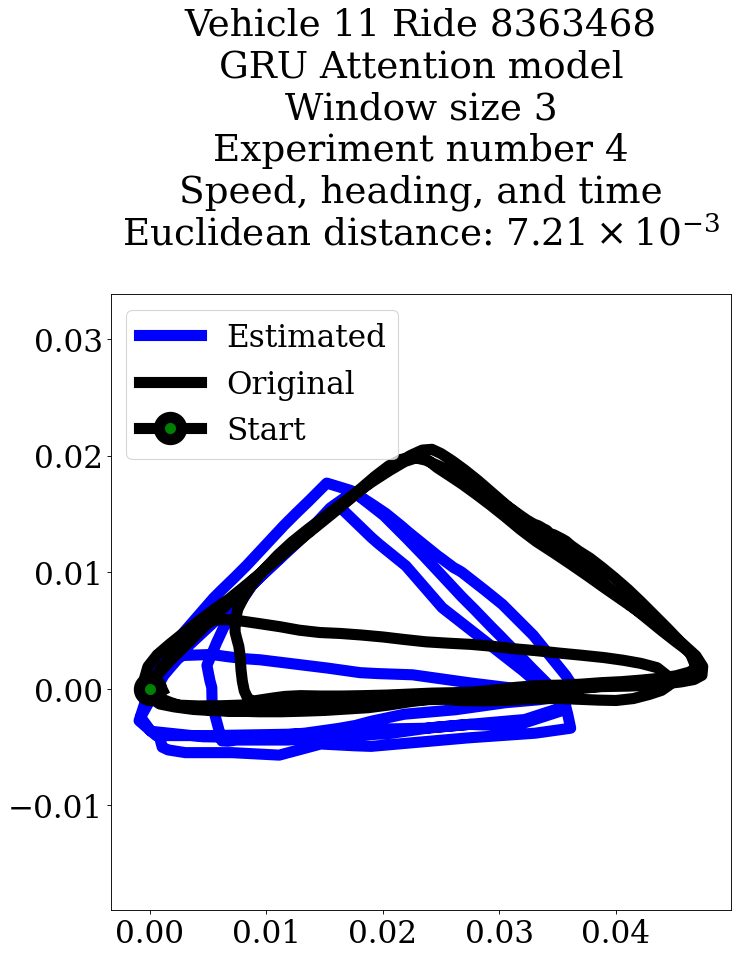 Vehicle 11 Ride 8363468
GRU Attention model
Window size 3
Experiment number 4
Speed, heading, and time
Euclidean distance: 7.21 × 10⁻³
Estimated
Original
Start
0.03
0.02
0.01
0.00
−0.01
0.00 0.01 0.02 0.03 0.04